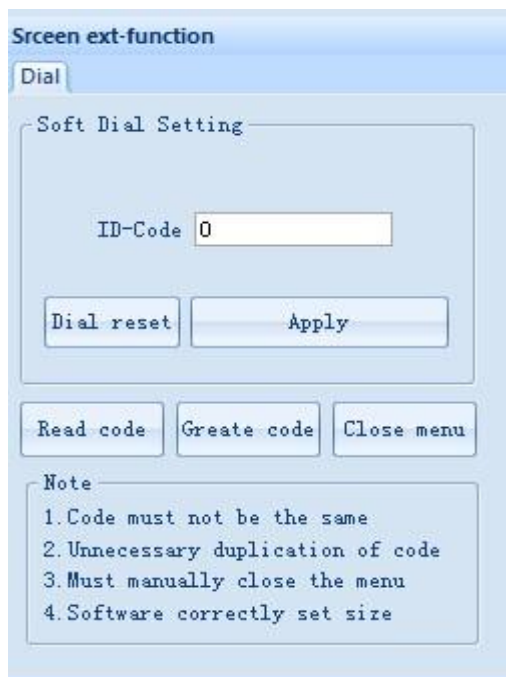 Srceen ext-function
Dial
Soft Dial Setting
ID-Code 0
Dial reset Apply
Read code Greate code Close menu
Note
1.Code must not be the same
2.Unnecessary duplication of code
3.Must manually close the menu
4.Software correctly set size